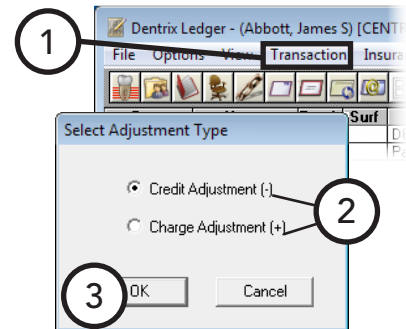 1
Dentrix Ledger - (Abbott, James S) [CENT
File Options View Transaction Insura
Surf
Select Adjustment Type
Credit Adjustment (-)
Charge Adjustment (+)
2
3
OK Cancel